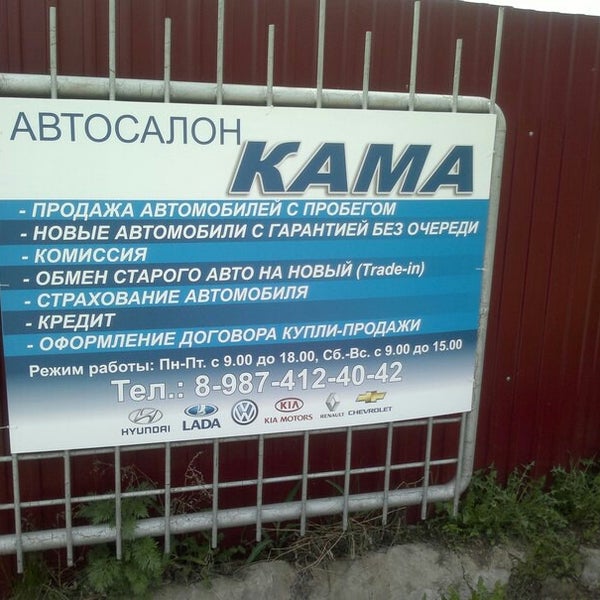 АВТОСАЛОН
КАМА
- ПРОДАЖА АВТОМОБИЛЕЙ С ПРОБЕГОМ
- НОВЫЕ АВТОМОБИЛИ С ГАРАНТИЕЙ БЕЗ ОЧЕРЕДИ
- КОМИССИЯ
- ОБМЕН СТАРОГО АВТО НА НОВЫЙ (Trade-in)
- СТРАХОВАНИЕ АВТОМОБИЛЯ
- КРЕДИТ
- ОФОРМЛЕНИЕ ДОГОВОРА КУПЛИ-ПРОДАЖИ
Режим работы: Пн-Пт. с 9.00 до 18.00, Сб.-Вс. с 9.00 до 15.00
Тел.: 8-987-412-40-42
HYUNDAI LADA KIA KIA MOTORS RENAULT CHEVROLET